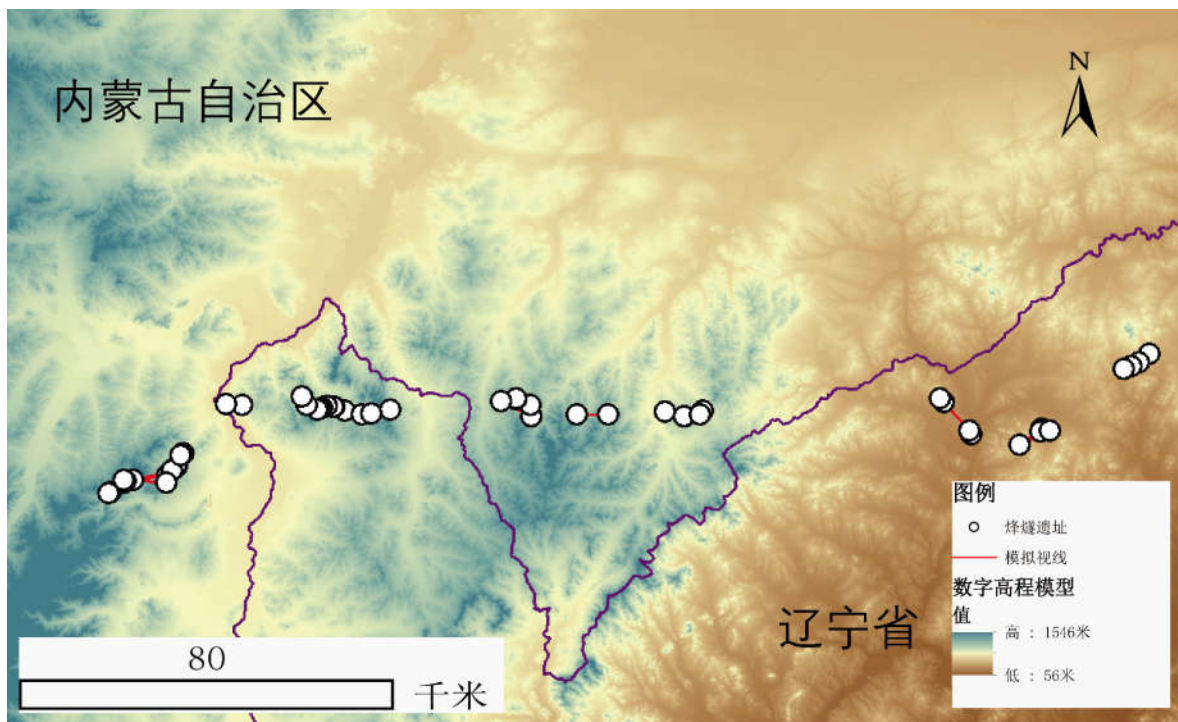 内蒙古自治区
N
辽宁省
80
千米
图例
烽燧遗址
模拟视线
数字高程模型
值
高 : 1546米
低 : 56米